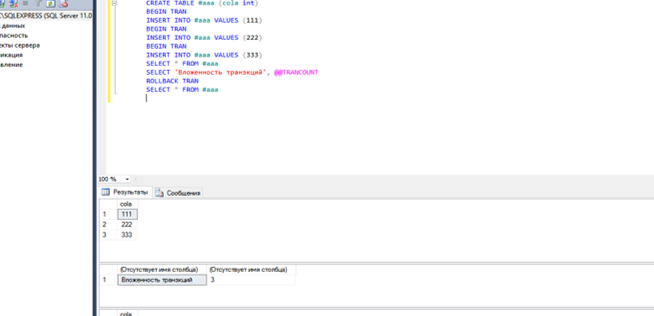 \SQLEXPRESS (SQL Server 11.0
данных
пасность
екты сервера
икация
вление
CREATE TABLE #aaa (cola int)
BEGIN TRAN
INSERT INTO #aaa VALUES (111)
BEGIN TRAN
INSERT INTO #aaa VALUES (222)
BEGIN TRAN
INSERT INTO #aaa VALUES (333)
SELECT * FROM #aaa
SELECT 'Вложенность транзкций', @@TRANCOUNT
ROLLBACK TRAN
SELECT * FROM #aaa
100 %
Результаты Сообщения
cola
1 111
2 222
3 333
(Отсутствует имя столбца) (Отсутствует имя столбца)
1 Вложенность транзкций 3
cola